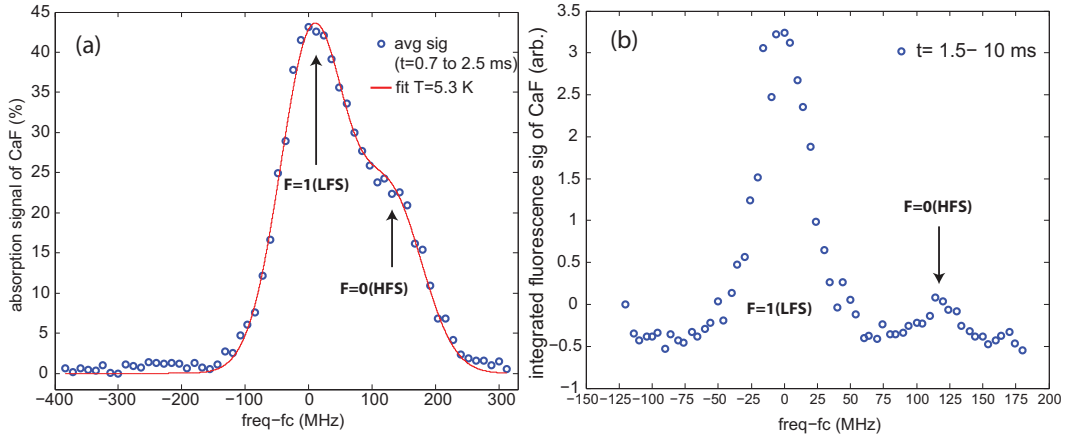 (a)
avg sig
(t=0.7 to 2.5 ms)
fit T=5.3 K
F=1(LFS)
F=0(HFS)
absorption signal of CaF (%)
45
40
35
30
25
20
15
10
5
0
−400 −300 −200 −100 0 100 200 300
freq−fc (MHz)
(b)
t= 1.5− 10 ms
F=0(HFS)
F=1(LFS)
integrated fluorescence sig of CaF (arb.)
3.5
3
2.5
2
1.5
1
0.5
0
−0.5
−1
−150 −125 −100 −75 −50 −25 0 25 50 75 100 125 150 175 200
freq−fc (MHz)